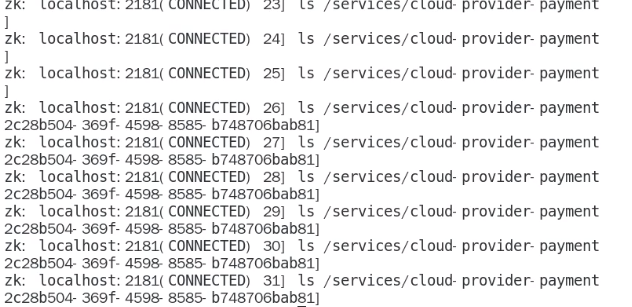 zk: localhost:2181(CONNECTED) 23] ls /services/cloud-provider-payment
]
zk: localhost:2181(CONNECTED) 24] ls /services/cloud-provider-payment
]
zk: localhost:2181(CONNECTED) 25] ls /services/cloud-provider-payment
]
zk: localhost:2181(CONNECTED) 26] ls /services/cloud-provider-payment
2c28b504-369f-4598-8585-b748706bab81]
zk: localhost:2181(CONNECTED) 27] ls /services/cloud-provider-payment
2c28b504-369f-4598-8585-b748706bab81]
zk: localhost:2181(CONNECTED) 28] ls /services/cloud-provider-payment
2c28b504-369f-4598-8585-b748706bab81]
zk: localhost:2181(CONNECTED) 29] ls /services/cloud-provider-payment
2c28b504-369f-4598-8585-b748706bab81]
zk: localhost:2181(CONNECTED) 30] ls /services/cloud-provider-payment
2c28b504-369f-4598-8585-b748706bab81]
zk: localhost:2181(CONNECTED) 31] ls /services/cloud-provider-payment
2c28b504-369f-4598-8585-b748706bab81]